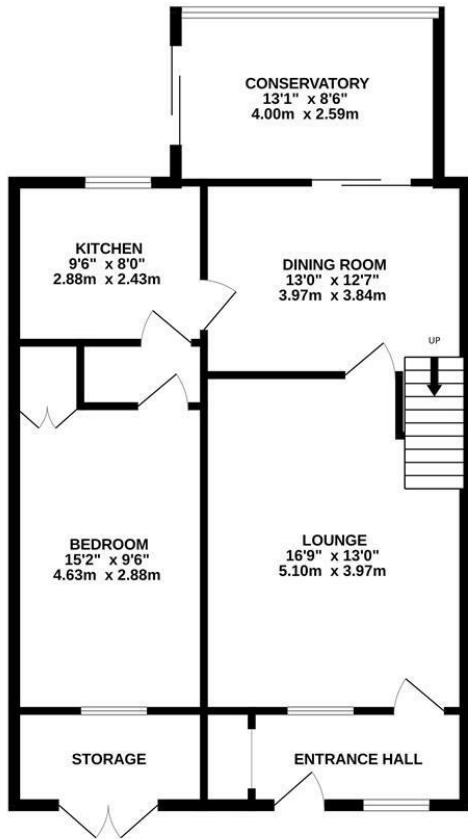 CONSERVATORY
13'1" x 8'6"
4.00m x 2.59m
KITCHEN
9'6" x 8'0"
2.88m x 2.43m
DINING ROOM
13'0" x 12'7"
3.97m x 3.84m
UP
BEDROOM
15'2" x 9'6"
4.63m x 2.88m
LOUNGE
16'9" x 13'0"
5.10m x 3.97m
STORAGE
ENTRANCE HALL